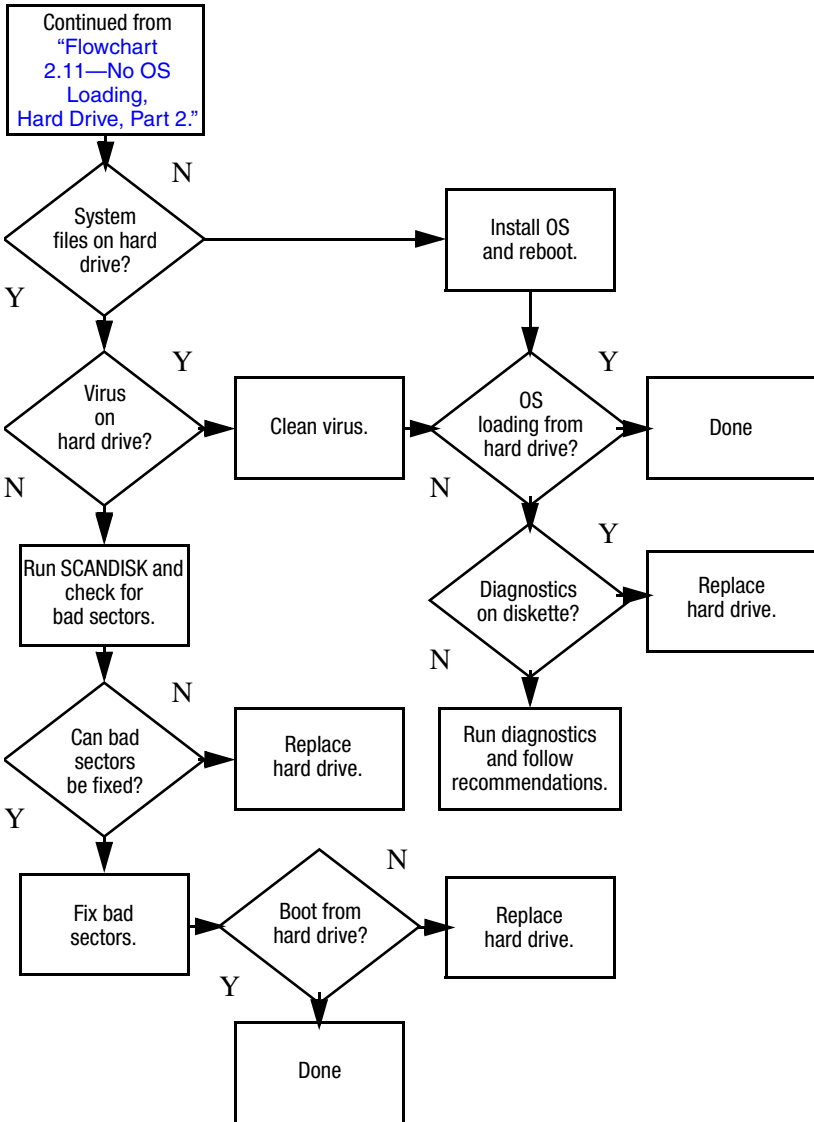 Continued from
“Flowchart
2.11—No OS
Loading,
Hard Drive, Part 2.”
N
System
files on hard
drive?
Install OS
and reboot.
Y
Y
Y
Virus
on
hard drive?
Clean virus.
OS
loading from
hard drive?
Done
N
N
Y
Run SCANDISK and
check for
bad sectors.
Diagnostics
on diskette?
Replace
hard drive.
N
N
Can bad
sectors
be fixed?
Replace
hard drive.
Run diagnostics
and follow
recommendations.
Y
N
Fix bad
sectors.
Boot from
hard drive?
Replace
hard drive.
Y
Done